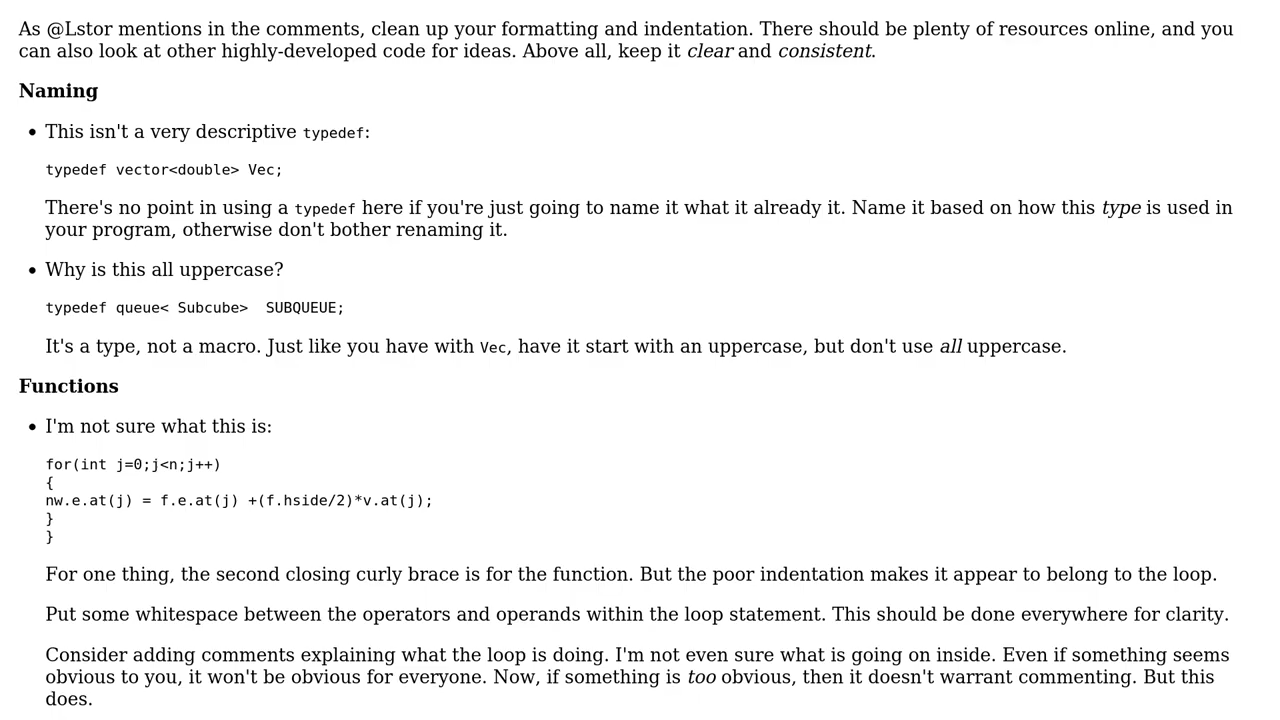 As @Lstor mentions in the comments, clean up your formatting and indentation. There should be plenty of resources online, and you
can also look at other highly-developed code for ideas. Above all, keep it clear and consistent.
Naming
• This isn't a very descriptive typedef:
typedef vector<double> Vec;
There's no point in using a typedef here if you're just going to name it what it already it. Name it based on how this type is used in
your program, otherwise don't bother renaming it.
• Why is this all uppercase?
typedef queue< Subcube>  SUBQUEUE;
It's a type, not a macro. Just like you have with Vec, have it start with an uppercase, but don't use all uppercase.
Functions
• I'm not sure what this is:
for(int j=0;j<n;j++)
{
nw.e.at(j) = f.e.at(j) +(f.hside/2)*v.at(j);
}
}
For one thing, the second closing curly brace is for the function. But the poor indentation makes it appear to belong to the loop.
Put some whitespace between the operators and operands within the loop statement. This should be done everywhere for clarity.
Consider adding comments explaining what the loop is doing. I'm not even sure what is going on inside. Even if something seems
obvious to you, it won't be obvious for everyone. Now, if something is too obvious, then it doesn't warrant commenting. But this
does.